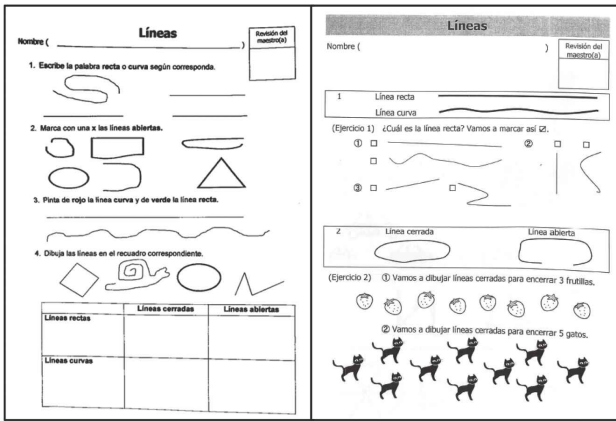 Líneas
Nombre ( )
Revisión del
maestro(a)
1. Escribe la palabra recta o curva según corresponda.
2. Marca con una x las líneas abiertas.
3. Pinta de rojo la línea curva y de verde la línea recta.
4. Dibuja las líneas en el recuadro correspondiente.
Líneas cerradas Líneas abiertas
Líneas rectas
Líneas curvas
Líneas
Nombre ( )
Revisión del
maestro(a)
1 Línea recta
Línea curva
(Ejercicio 1) ¿Cuál es la línea recta? Vamos a marcar así ☑.
① ☐ ② ☐ ☐
☐
③ ☐ ☐
2 Línea cerrada Línea abierta
(Ejercicio 2) ① Vamos a dibujar líneas cerradas para encerrar 3 frutillas.
② Vamos a dibujar líneas cerradas para encerrar 5 gatos.